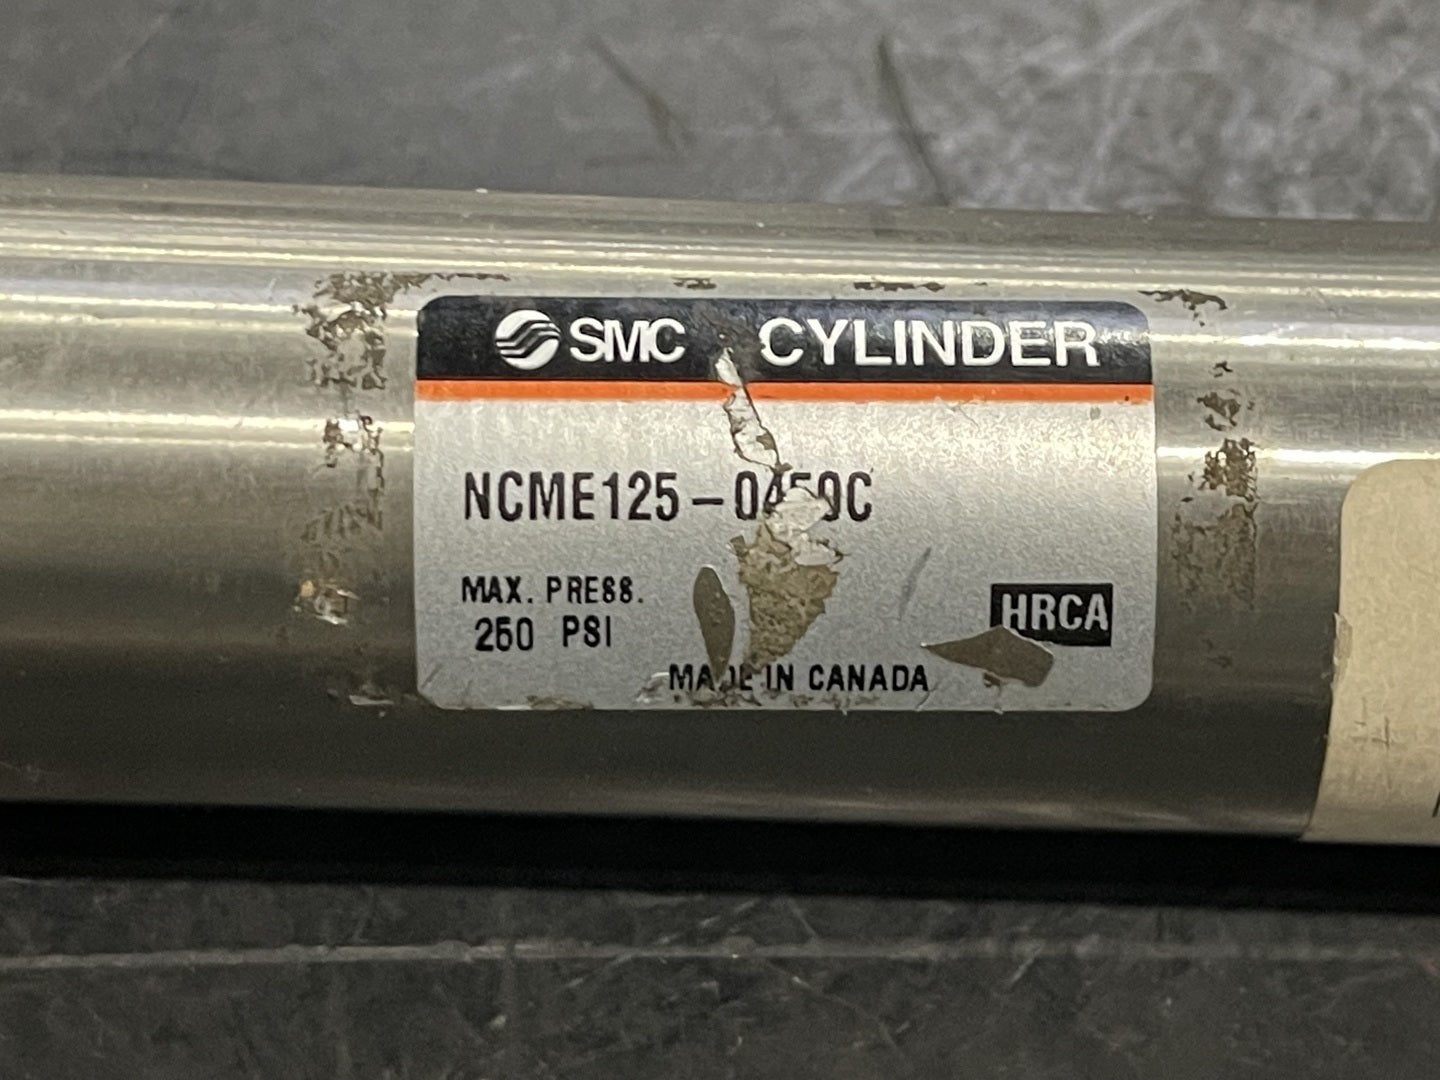 SMC CYLINDER
NCME125-0450C
MAX. PRESS.
250 PSI
HRCA
MADE IN CANADA